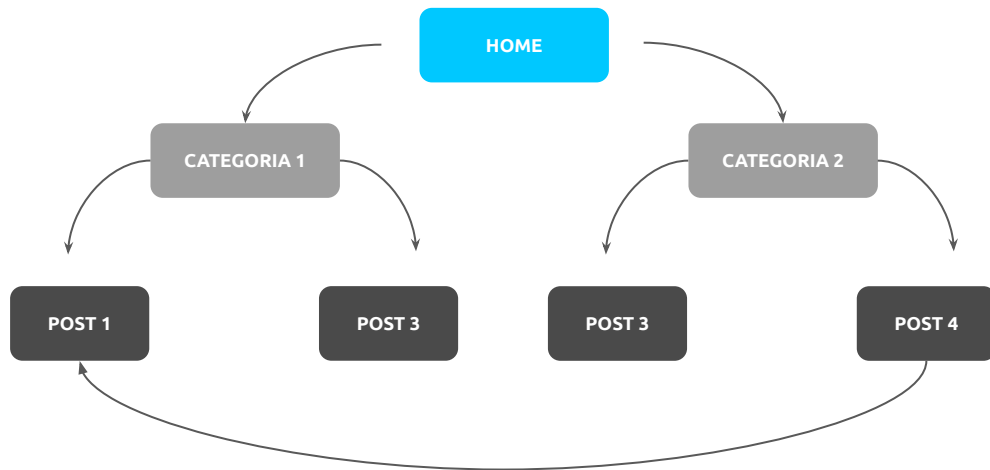 HOME
CATEGORIA 1
CATEGORIA 2
POST 1
POST 3
POST 3
POST 4